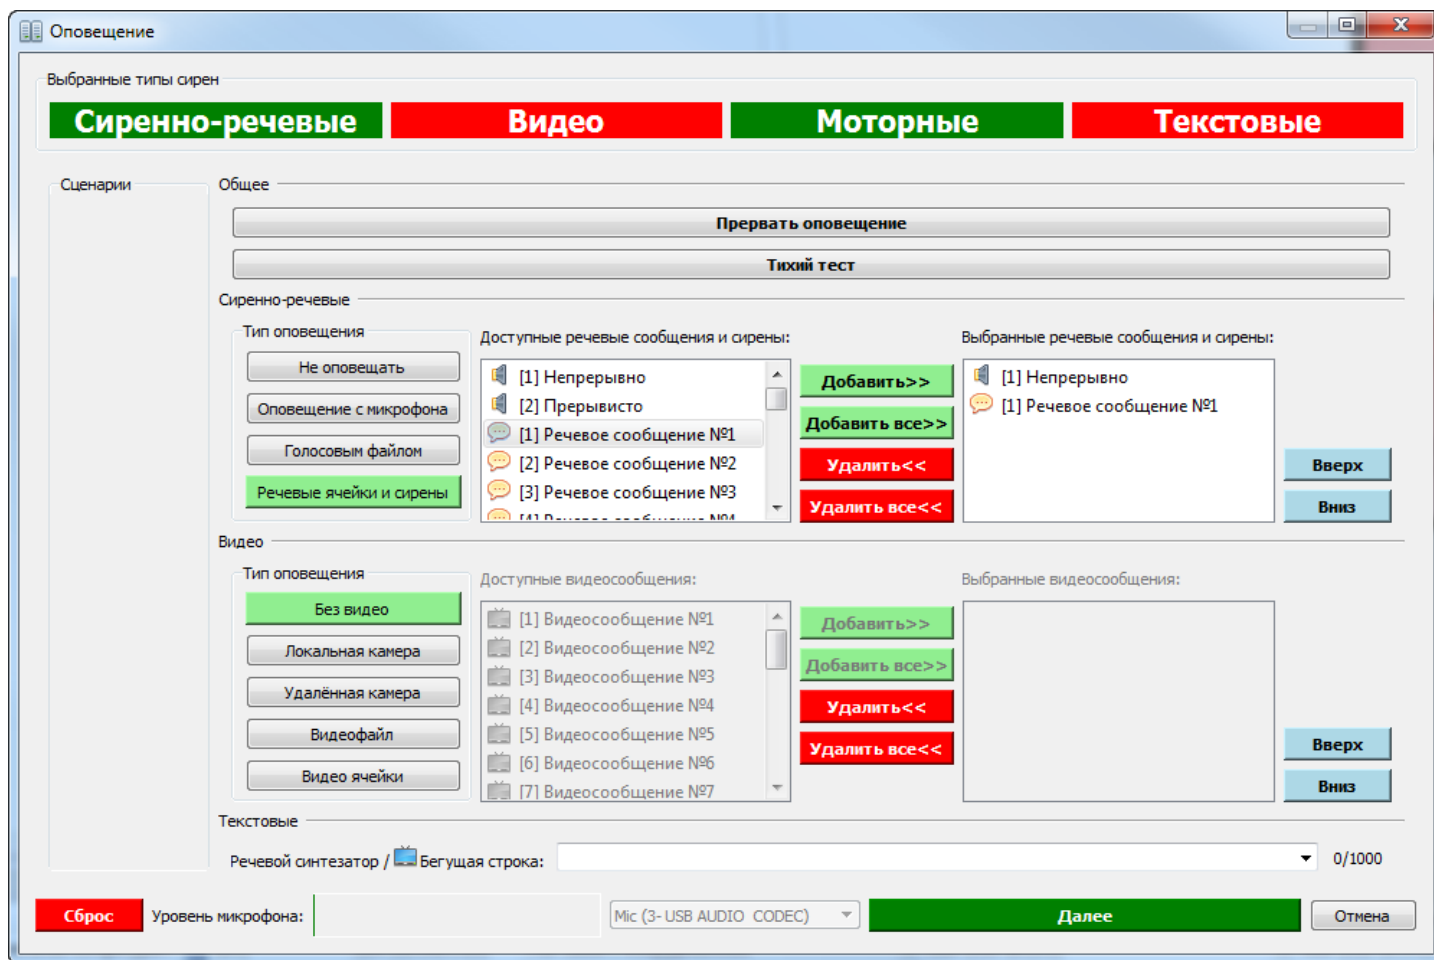 Оповещение
Выбранные типы сирен
Сиренно-речевые Видео Моторные Текстовые
Сценарии
Общее
Прервать оповещение
Тихий тест
Сиренно-речевые
Тип оповещения
Не оповещать
Оповещение с микрофона
Голосовым файлом
Речевые ячейки и сирены
Доступные речевые сообщения и сирены:
[1] Непрерывно
[2] Прерывисто
[1] Речевое сообщение №1
[2] Речевое сообщение №2
[3] Речевое сообщение №3
[4] Речевое сообщение №4
Добавить>>
Добавить все>>
Удалить<<
Удалить все<<
Выбранные речевые сообщения и сирены:
[1] Непрерывно
[1] Речевое сообщение №1
Вверх
Вниз
Видео
Тип оповещения
Без видео
Локальная камера
Удалённая камера
Видеофайл
Видео ячейки
Доступные видеосообщения:
[1] Видеосообщение №1
[2] Видеосообщение №2
[3] Видеосообщение №3
[4] Видеосообщение №4
[5] Видеосообщение №5
[6] Видеосообщение №6
[7] Видеосообщение №7
Добавить>>
Добавить все>>
Удалить<<
Удалить все<<
Выбранные видеосообщения:
Вверх
Вниз
Текстовые
Речевой синтезатор / Бегущая строка: 0/1000
Сброс Уровень микрофона: Mic (3- USB AUDIO CODEC) Далее Отмена